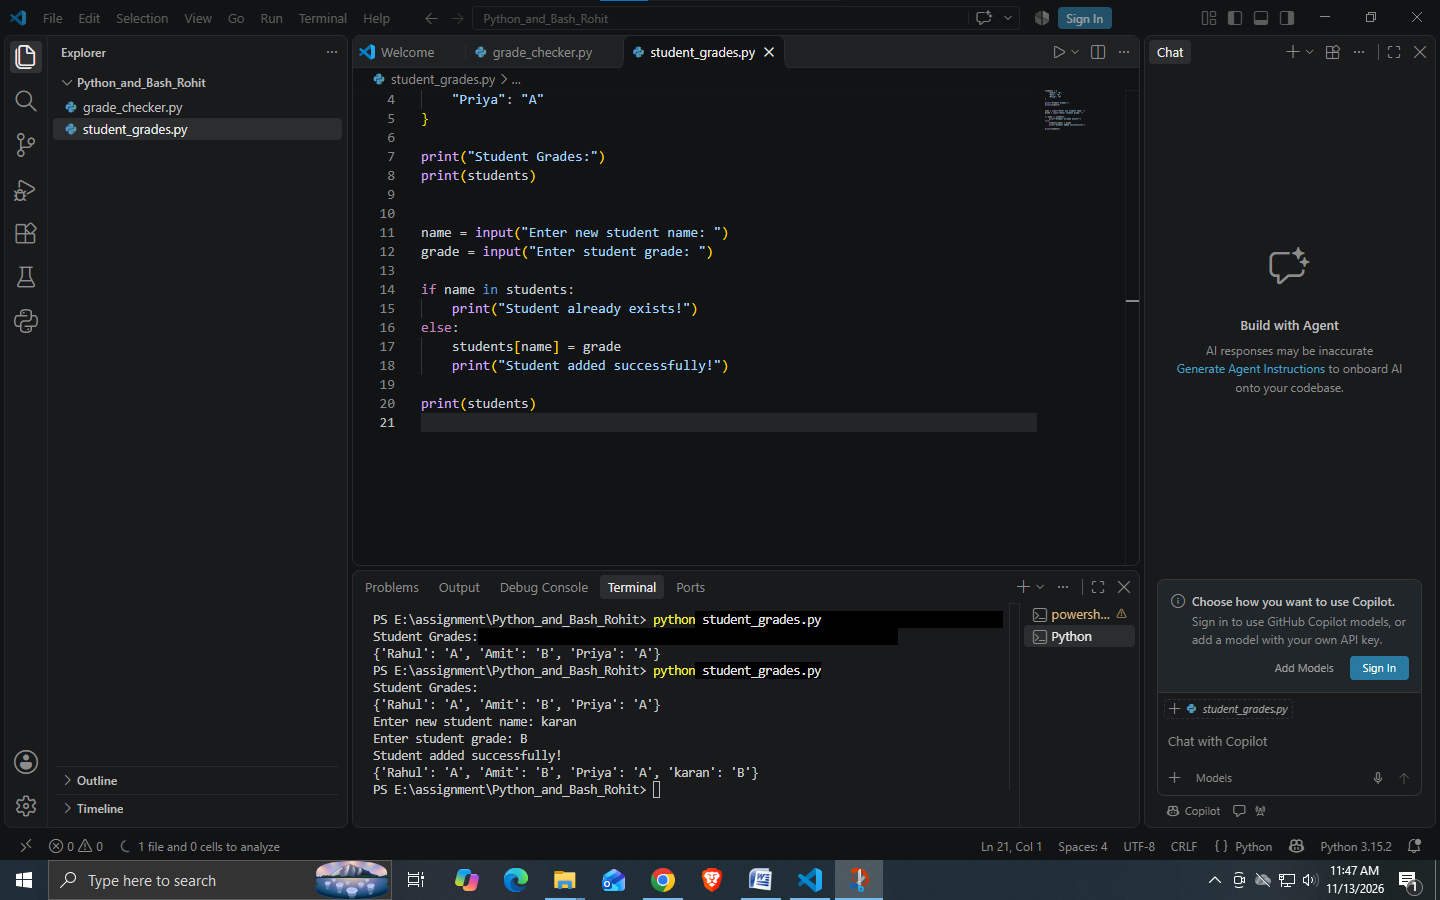 File Edit Selection View Go Run Terminal Help
Python_and_Bash_Rohit
Sign In
Explorer
Python_and_Bash_Rohit
grade_checker.py
student_grades.py
Outline
Timeline
Welcome
grade_checker.py
student_grades.py
student_grades.py > ...
4 "Priya": "A"
5 }
6
7 print("Student Grades:")
8 print(students)
9
10
11 name = input("Enter new student name: ")
12 grade = input("Enter student grade: ")
13
14 if name in students:
15 print("Student already exists!")
16 else:
17 students[name] = grade
18 print("Student added successfully!")
19
20 print(students)
21
Problems Output Debug Console Terminal Ports
PS E:\assignment\Python_and_Bash_Rohit> python student_grades.py
Student Grades:
{'Rahul': 'A', 'Amit': 'B', 'Priya': 'A'}
PS E:\assignment\Python_and_Bash_Rohit> python student_grades.py
Student Grades:
{'Rahul': 'A', 'Amit': 'B', 'Priya': 'A'}
Enter new student name: karan
Enter student grade: B
Student added successfully!
{'Rahul': 'A', 'Amit': 'B', 'Priya': 'A', 'karan': 'B'}
PS E:\assignment\Python_and_Bash_Rohit>
powersh...
Python
Chat
Build with Agent
AI responses may be inaccurate
Generate Agent Instructions to onboard AI
onto your codebase.
Choose how you want to use Copilot.
Sign in to use GitHub Copilot models, or
add a model with your own API key.
Add Models Sign In
student_grades.py
Chat with Copilot
Models
Copilot
0 0 1 file and 0 cells to analyze
Ln 21, Col 1 Spaces: 4 UTF-8 CRLF { } Python Python 3.15.2
Type here to search
11:47 AM
11/13/2026
1